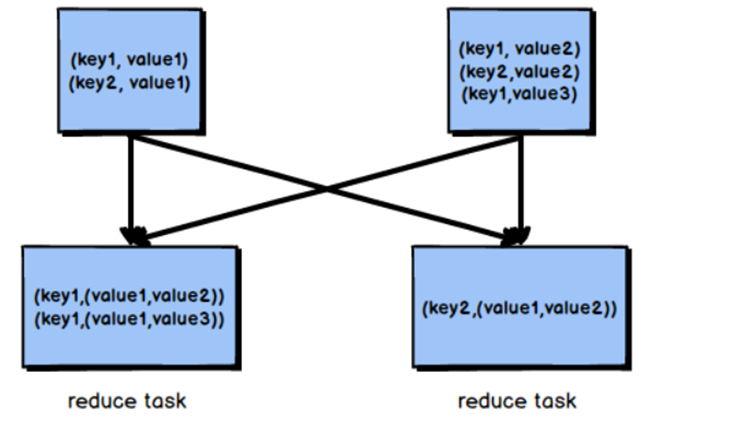 (key1, value1)
(key2, value1)
(key1, value2)
(key2,value2)
(key1,value3)
(key1,(value1,value2))
(key1,(value1,value3))
(key2,(value1,value2))
reduce task
reduce task